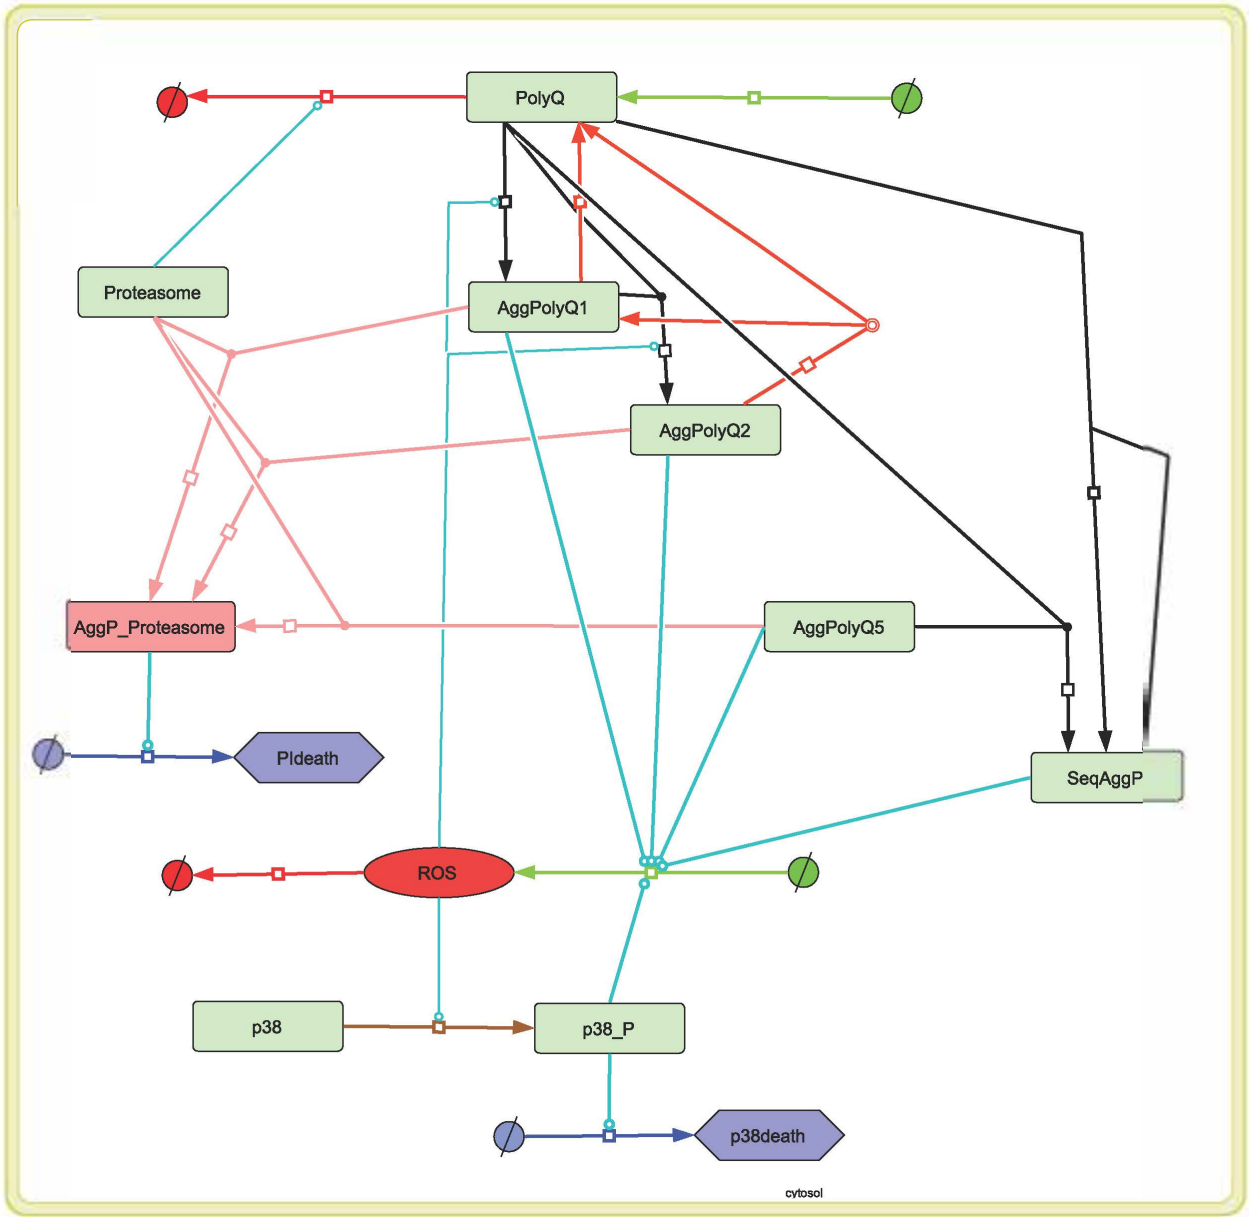 PolyQ
Proteasome
AggPolyQ1
AggPolyQ2
AggP_Proteasome
AggPolyQ5
PIdeath
SeqAggP
ROS
p38
p38_P
p38death
cytosol